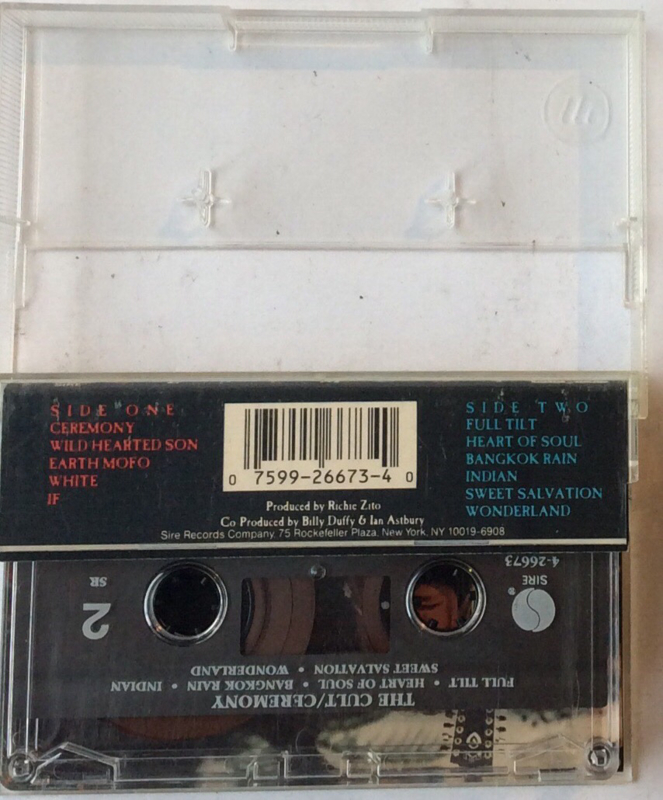 SIDE ONE
CEREMONY
WILD HEARTED SON
EARTH MOFO
WHITE
IF
0 7599-26673-4 0
Produced by Richie Zito
Co Produced by Billy Duffy & Ian Astbury
Sire Records Company, 75 Rockefeller Plaza, New York, NY 10019-6908
SIDE TWO
FULL TILT
HEART OF SOUL
BANGKOK RAIN
INDIAN
SWEET SALVATION
WONDERLAND
THE CULT/CEREMONY
FULL TILT • HEART OF SOUL • BANGKOK RAIN • INDIAN
• SWEET SALVATION • WONDERLAND
SIRE
®
4-26673
2
SR